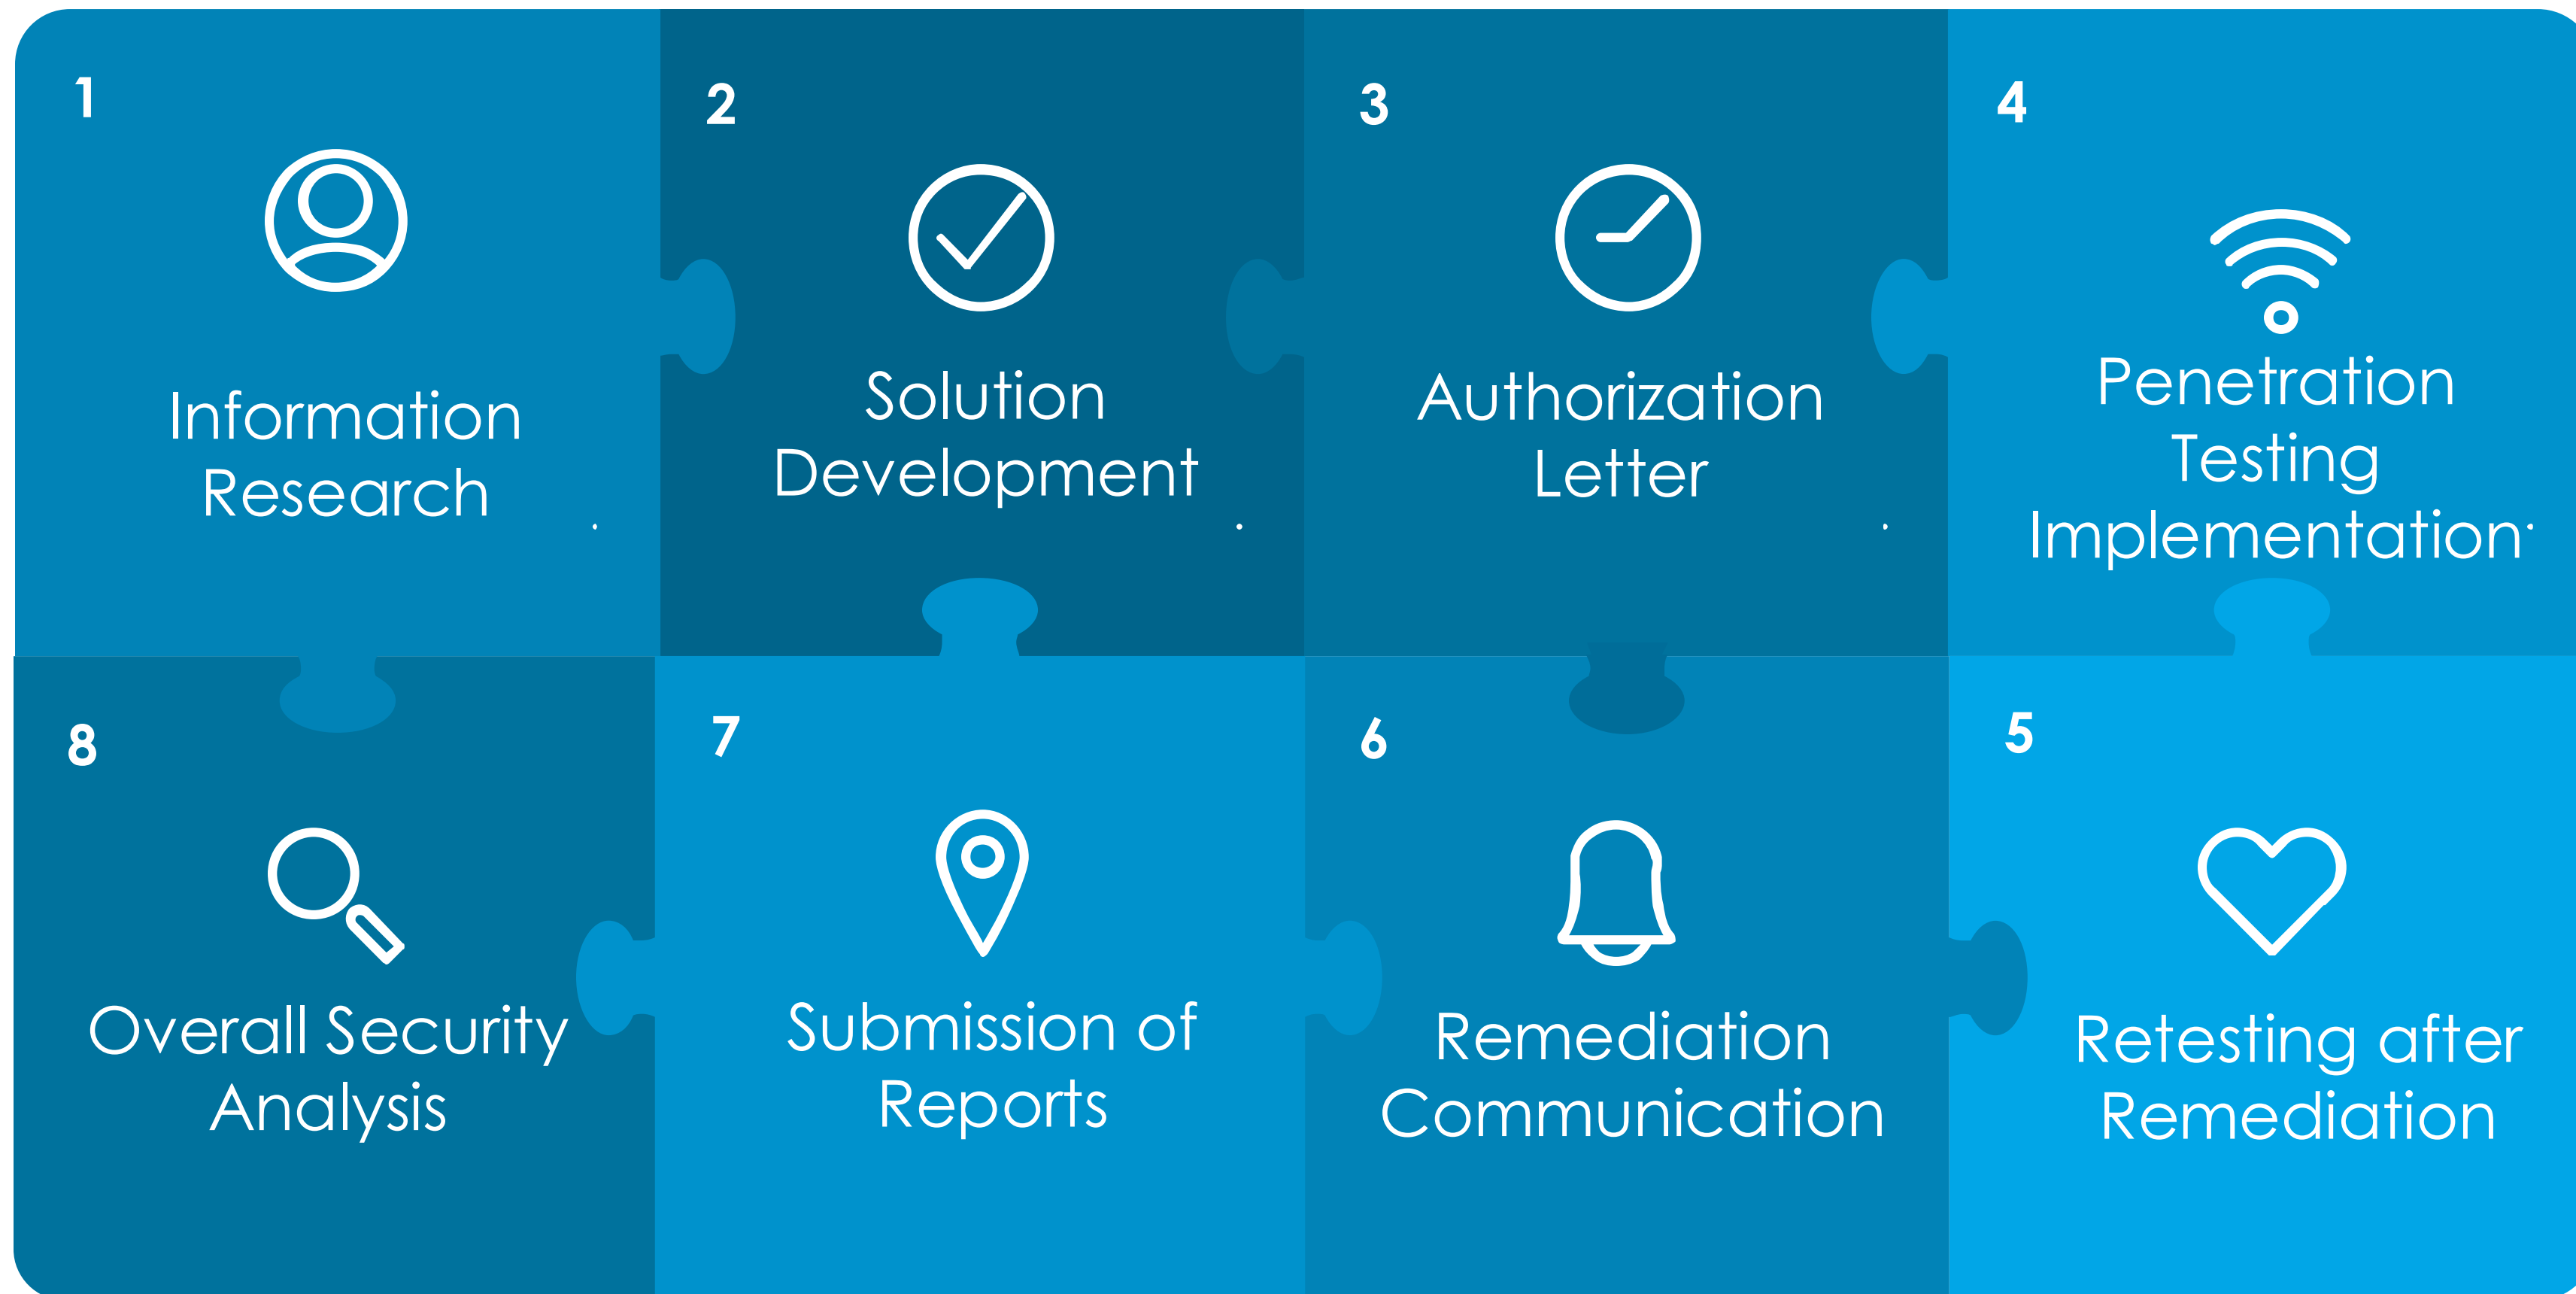 1
Information
Research
2
Solution
Development
3
Authorization
Letter
4
Penetration
Testing
Implementation
8
Overall Security
Analysis
7
Submission of
Reports
6
Remediation
Communication
5
Retesting after
Remediation